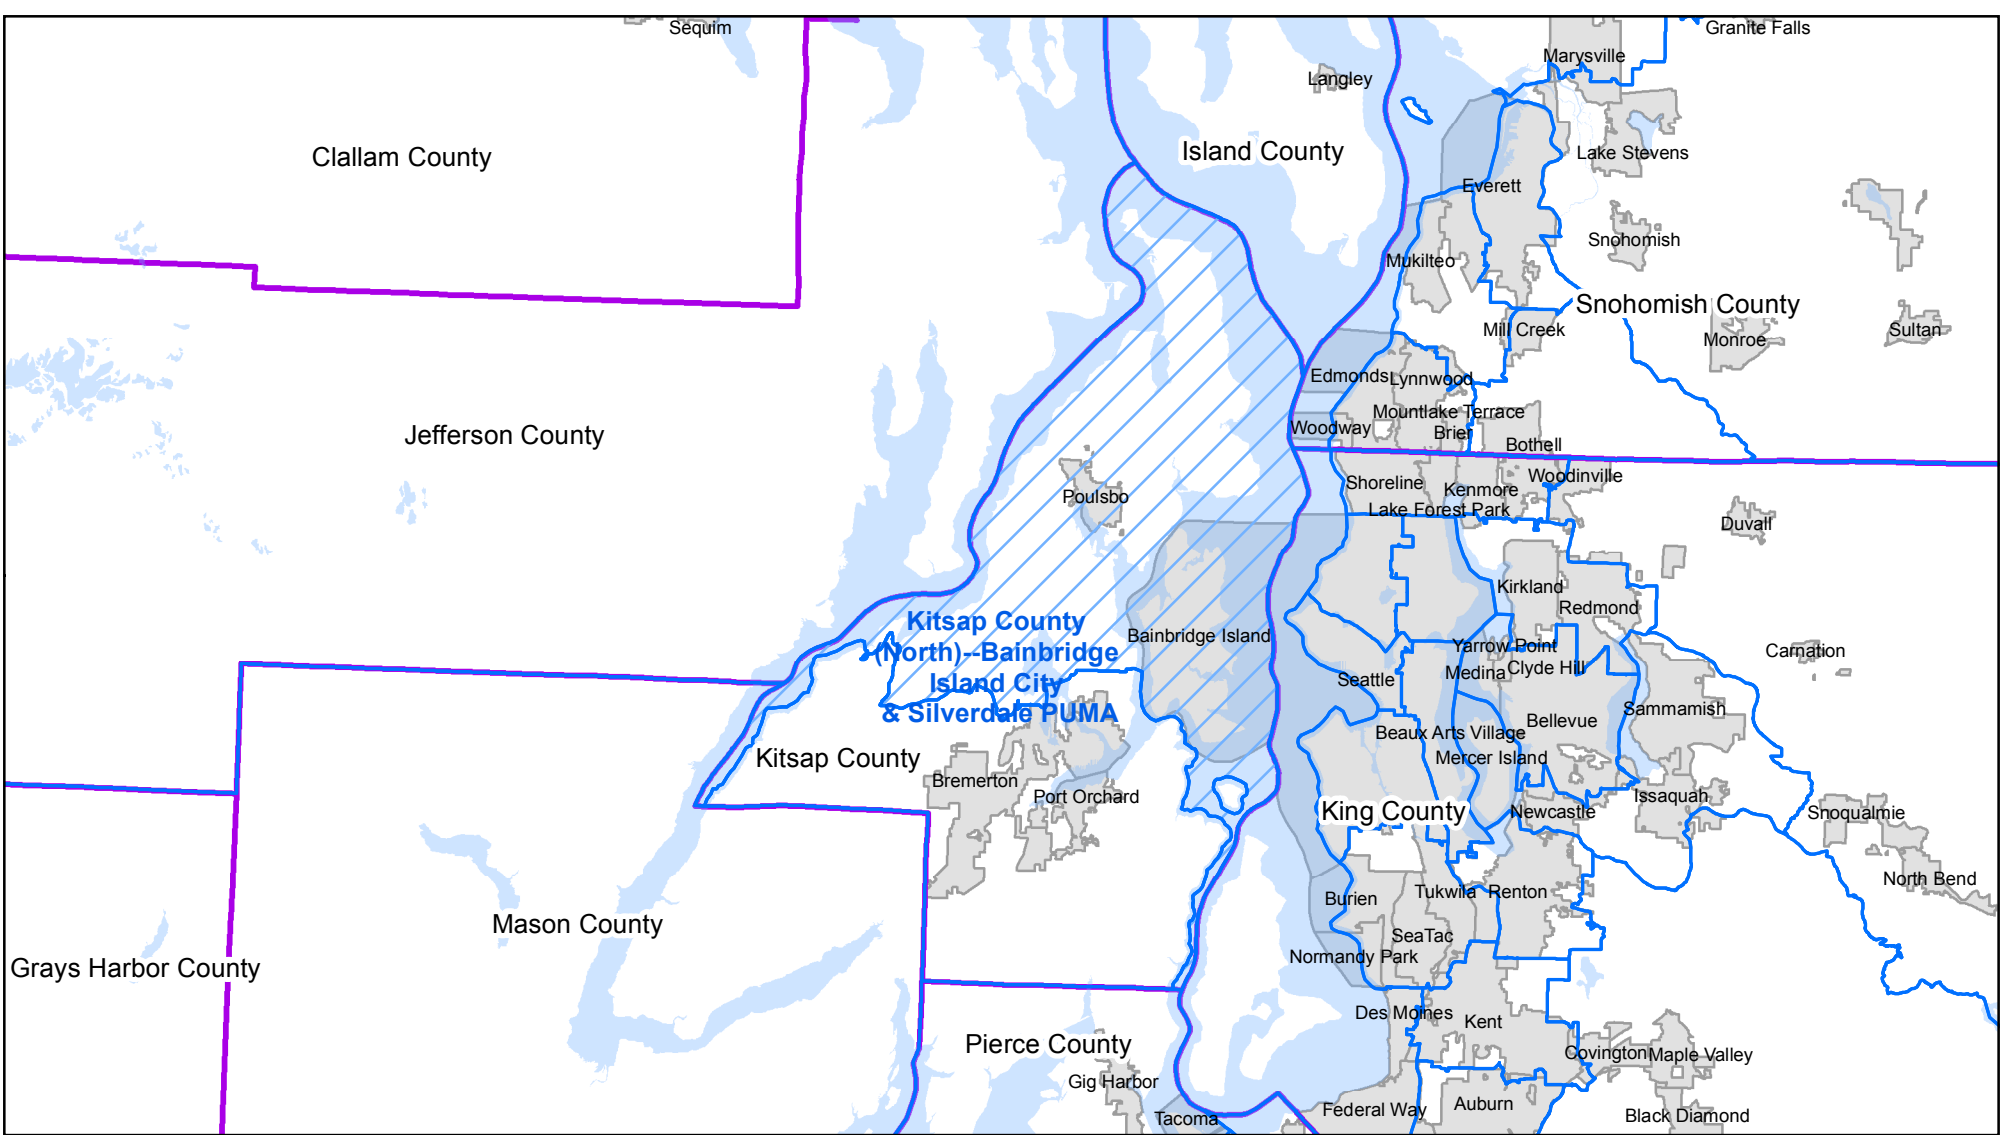 Sequim
Granite Falls
Marysville
Langley
Clallam County
Island County
Lake Stevens
Everett
Snohomish
Mukilteo
Snohomish County
Mill Creek
Monroe
Sultan
Edmonds
Lynnwood
Mountlake Terrace
Woodway
Brier
Bothell
Jefferson County
Poulsbo
Shoreline
Kenmore
Woodinville
Lake Forest Park
Duvall
Kirkland
Redmond
Kitsap County
(North)--Bainbridge
Island City
& Silverdale PUMA
Bainbridge Island
Yarrow Point
Medina
Clyde Hill
Carnation
Seattle
Sammamish
Bellevue
Beaux Arts Village
Mercer Island
Kitsap County
Bremerton
Port Orchard
King County
Newcastle
Issaquah
Snoqualmie
North Bend
Burien
Tukwila
Renton
SeaTac
Normandy Park
Mason County
Grays Harbor County
Des Moines
Kent
Pierce County
Gig Harbor
Covington
Maple Valley
Tacoma
Federal Way
Auburn
Black Diamond